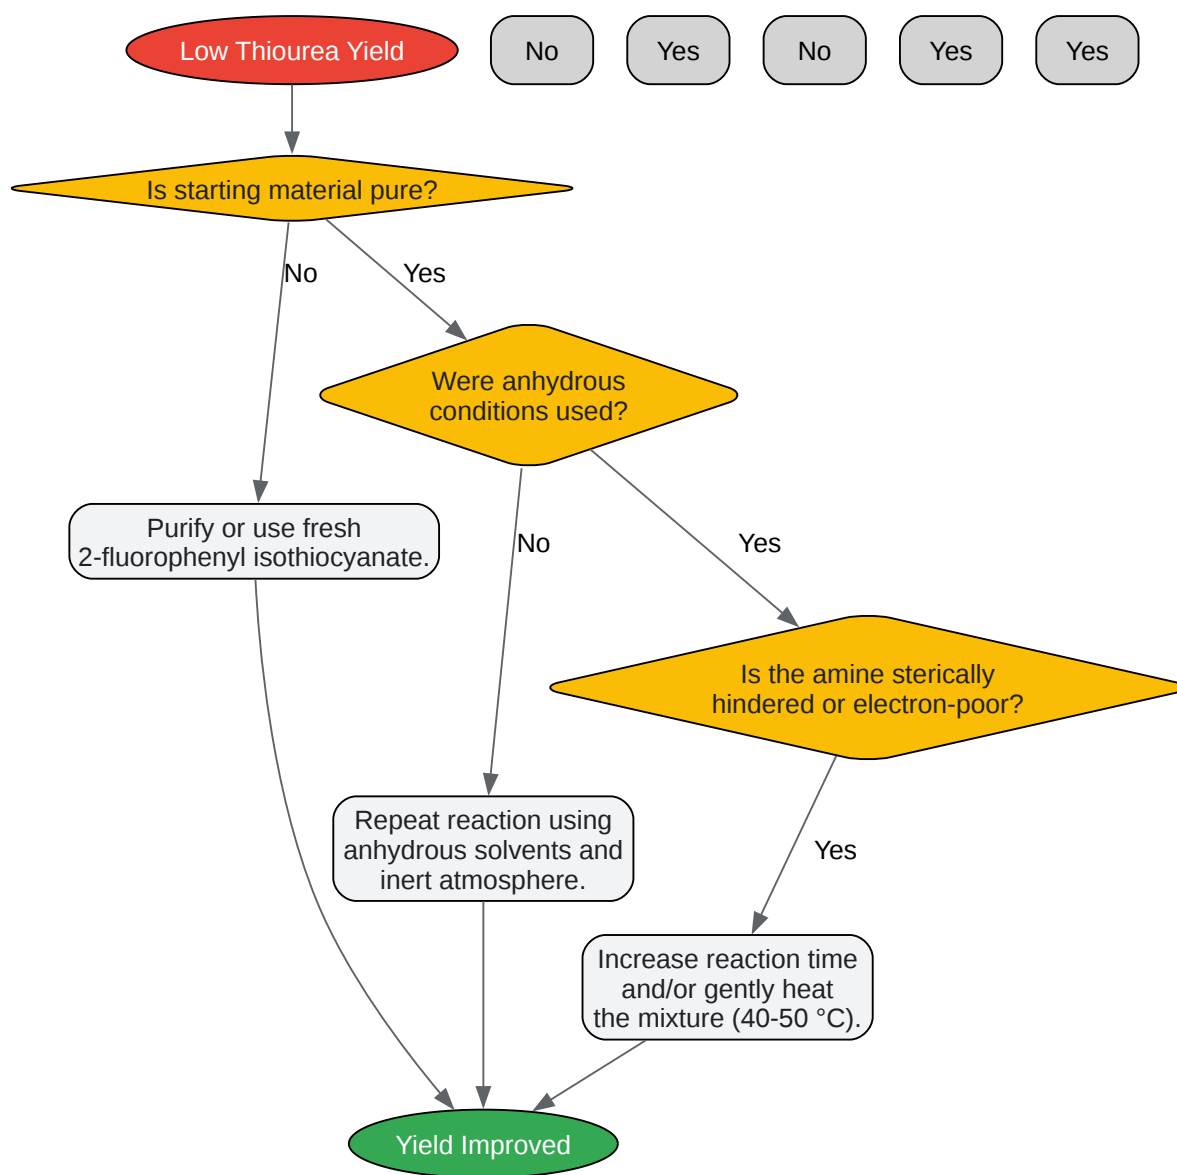 Low Thiourea Yield
No
Yes
No
Yes
Yes
Is starting material pure?
No
Yes
Were anhydrous
conditions used?
Purify or use fresh
2-fluorophenyl isothiocyanate.
No
Yes
Is the amine sterically
hindered or electron-poor?
Repeat reaction using
anhydrous solvents and
inert atmosphere.
Yes
Increase reaction time
and/or gently heat
the mixture (40-50 °C).
Yield Improved